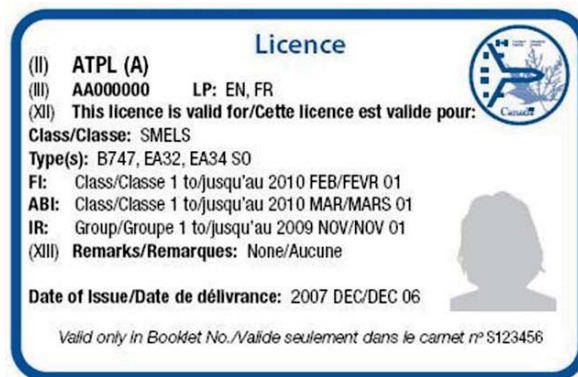 Licence
(II) ATPL (A)
(III) AA000000 LP: EN, FR
(XII) This licence is valid for/Cette licence est valide pour:
Class/Classe: SMELS
Type(s): B747, EA32, EA34 SO
FI: Class/Classe 1 to/jusqu'au 2010 FEB/FEVR 01
ABI: Class/Classe 1 to/jusqu'au 2010 MAR/MARS 01
IR: Group/Groupe 1 to/jusqu'au 2009 NOV/NOV 01
(XIII) Remarks/Remarques: None/Aucune
Date of Issue/Date de délivrance: 2007 DEC/DEC 06
Valid only in Booklet No./Valide seulement dans le carnet nº S123456
Canada